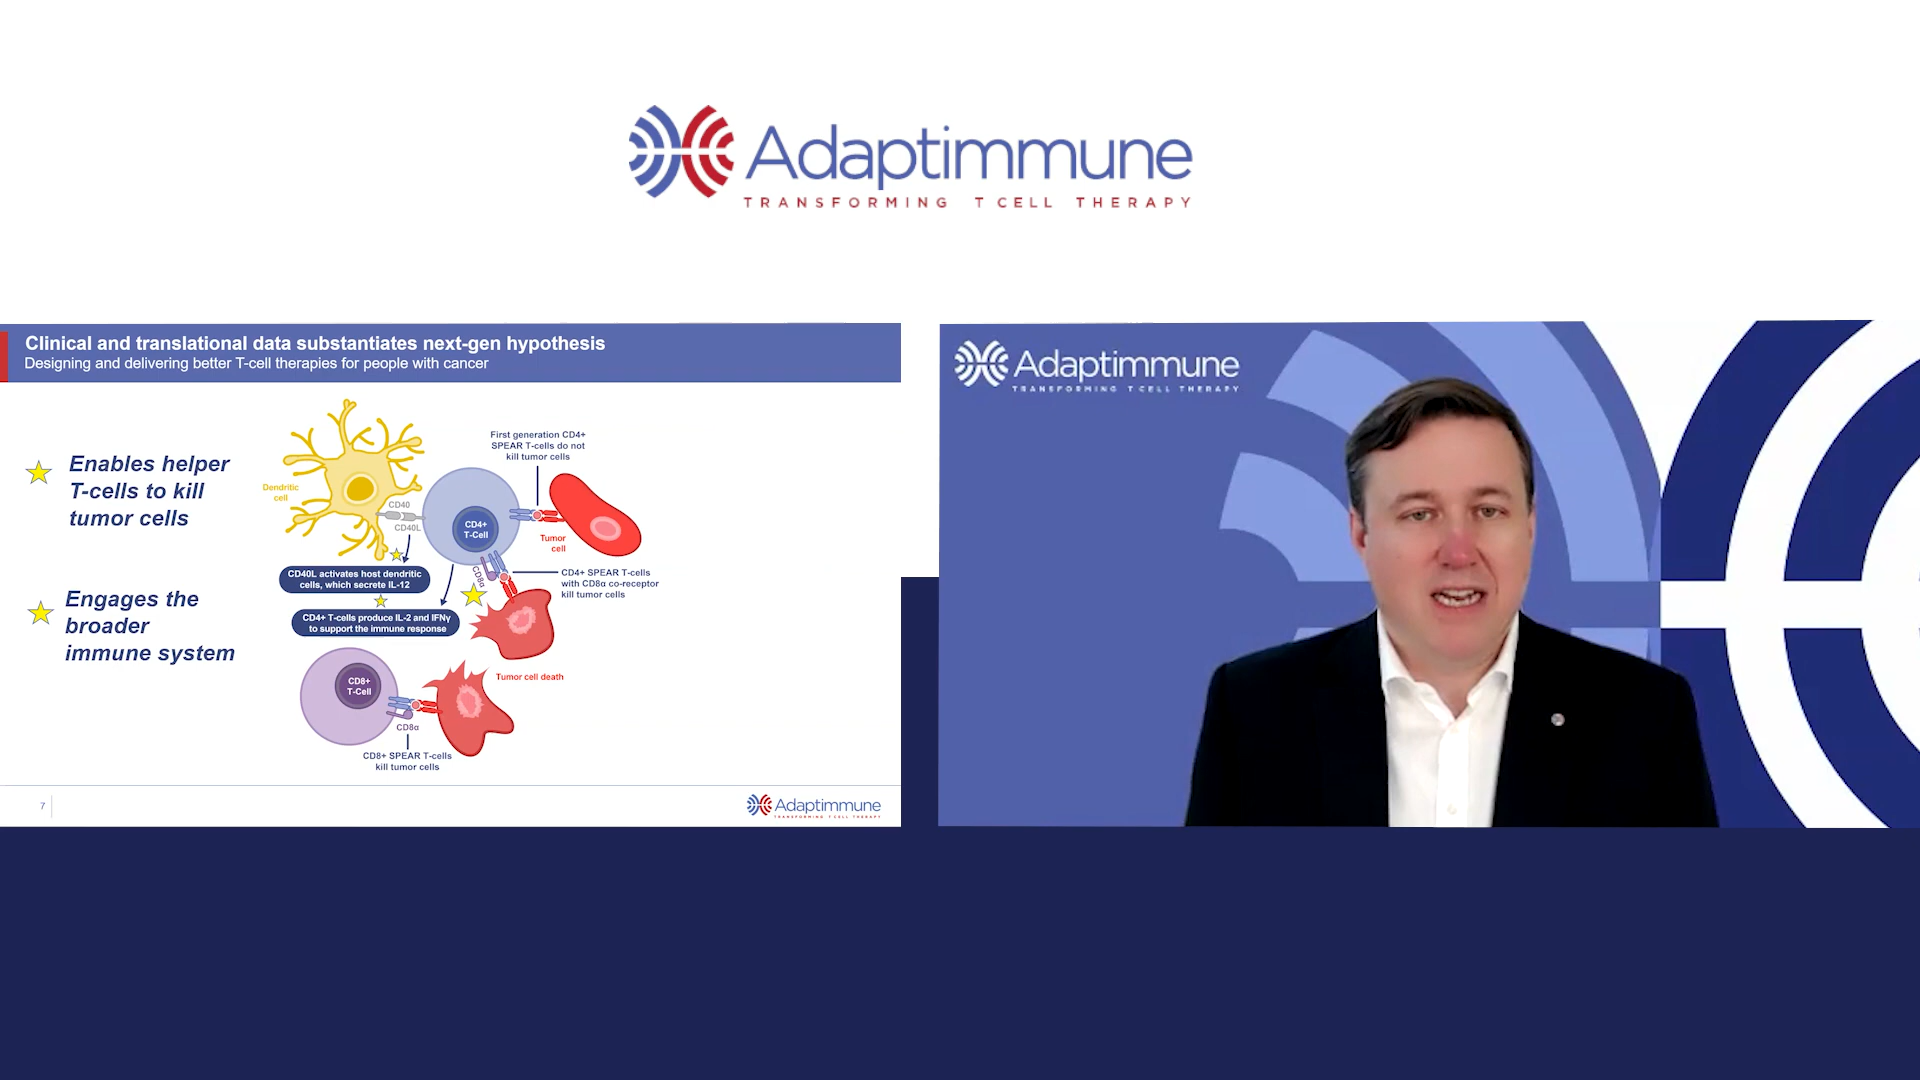 Adaptimmune
TRANSFORMING T CELL THERAPY
Clinical and translational data substantiates next-gen hypothesis
Designing and delivering better T-cell therapies for people with cancer
Enables helper
T-cells to kill
tumor cells
Engages the
broader
immune system
Dendritic
cell
CD40
CD40L
CD4+
T-Cell
First generation CD4+
SPEAR T-cells do not
kill tumor cells
Tumor
cell
CD40L activates host dendritic
cells, which secrete IL-12
CD8α
CD4+ SPEAR T-cells
with CD8α co-receptor
kill tumor cells
CD4+ T-cells produce IL-2 and IFNγ
to support the immune response
CD8+
T-Cell
Tumor cell death
CD8α
CD8+ SPEAR T-cells
kill tumor cells
7
Adaptimmune
TRANSFORMING T CELL THERAPY
Adaptimmune
TRANSFORMING T CELL THERAPY